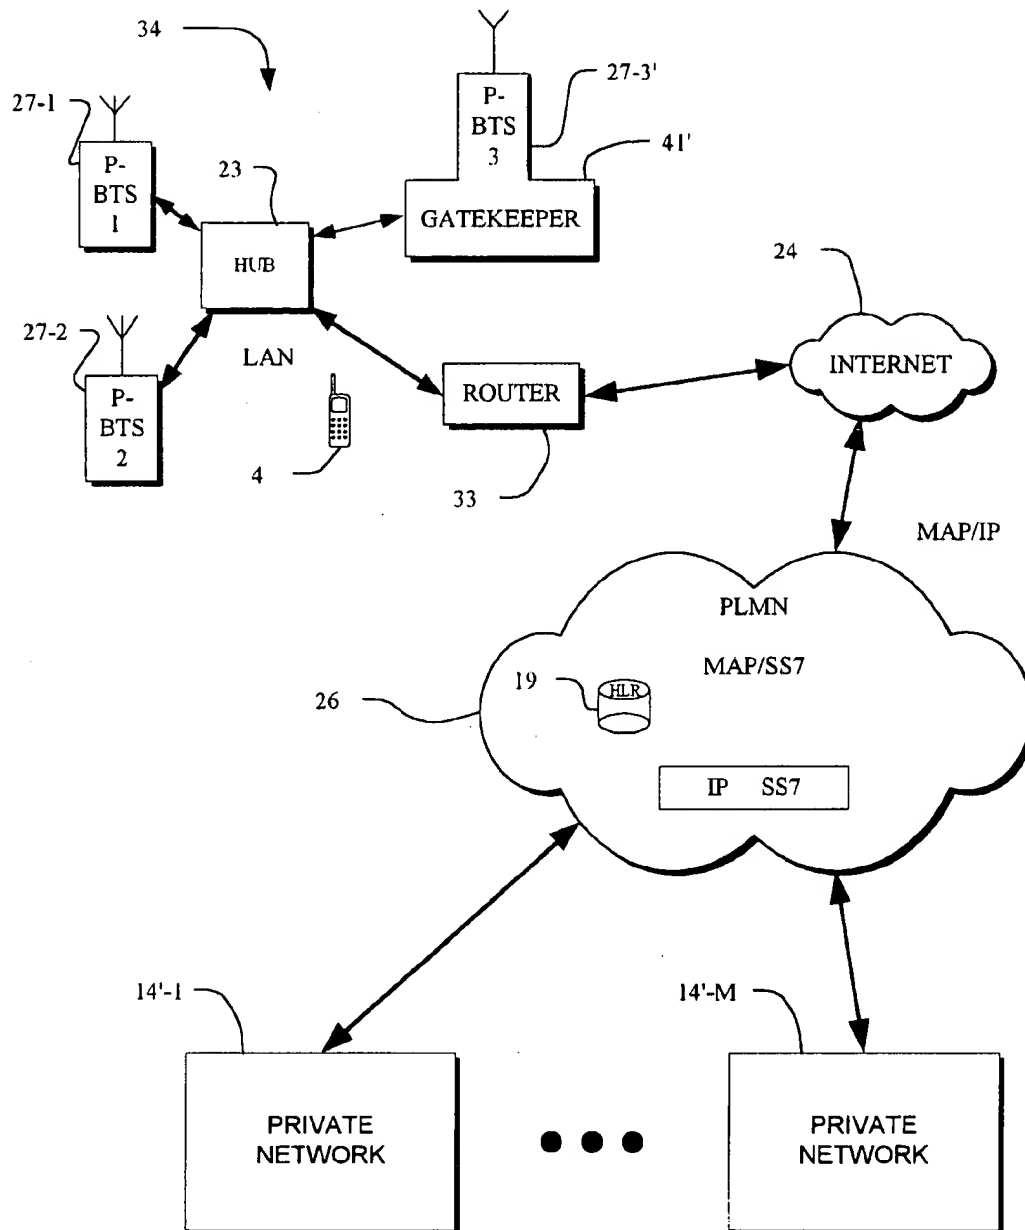 34
27-3'
27-1
P-
BTS
3
41'
P-
BTS
1
23
GATEKEEPER
HUB
24
27-2
LAN
INTERNET
P-
BTS
2
ROUTER
4
33
MAP/IP
PLMN
MAP/SS7
19
HLR
26
IP SS7
14'-1
14'-M
PRIVATE
NETWORK
PRIVATE
NETWORK